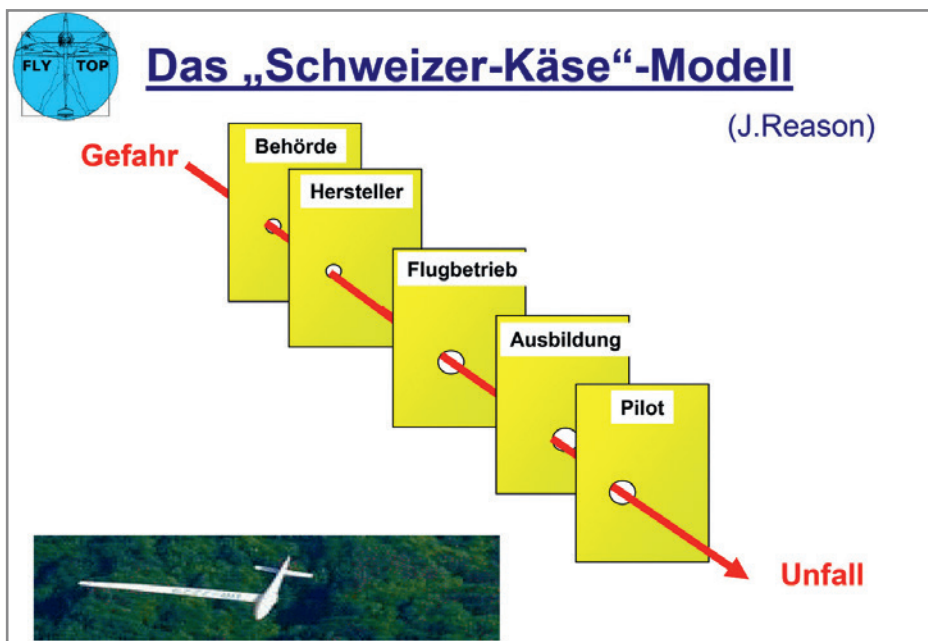 FLY TOP
Das „Schweizer-Käse“-Modell
(J.Reason)
Gefahr
Behörde
Hersteller
Flugbetrieb
Ausbildung
Pilot
Unfall